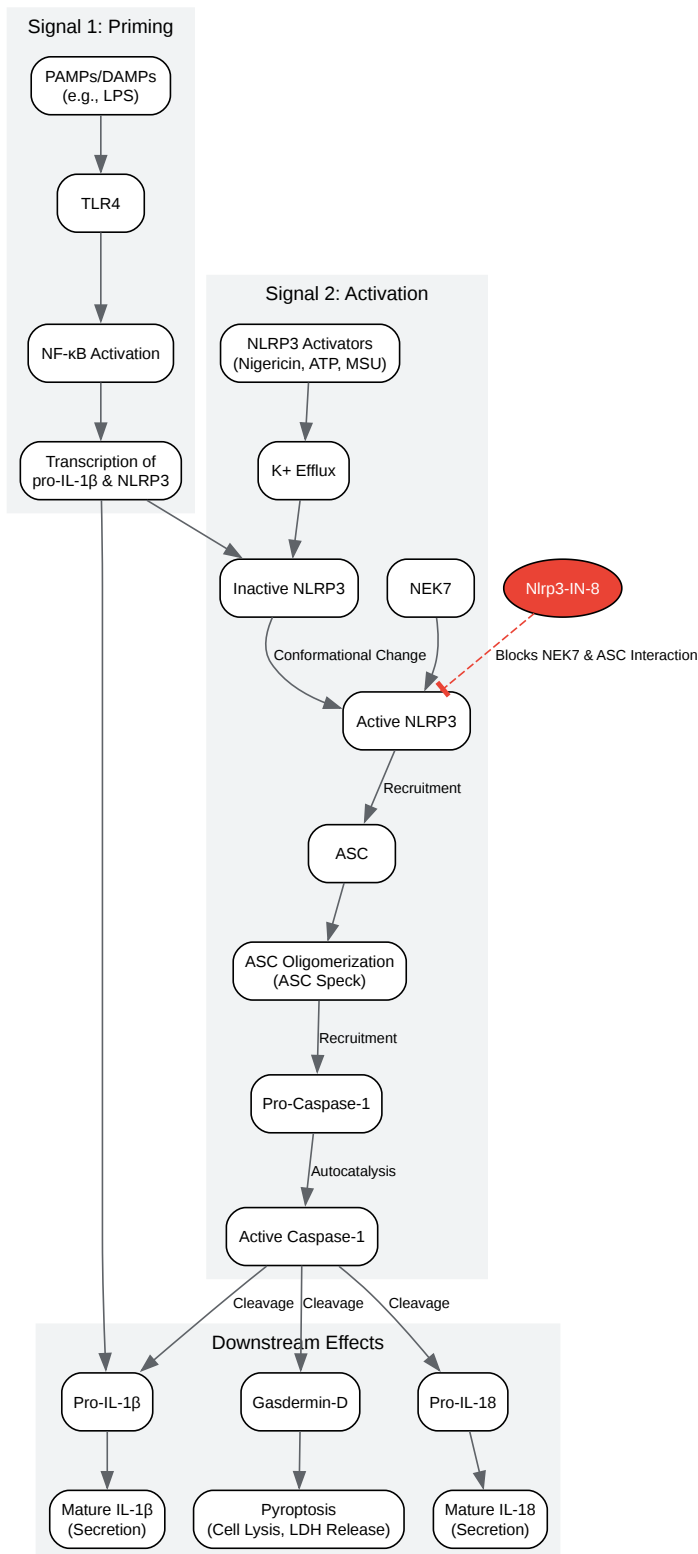 Signal 1: Priming
PAMPs/DAMPs
(e.g., LPS)
TLR4
NF-κB Activation
Transcription of
pro-IL-1β & NLRP3
Signal 2: Activation
NLRP3 Activators
(Nigericin, ATP, MSU)
K+ Efflux
Inactive NLRP3
NEK7
Nlrp3-IN-8
Conformational Change
Blocks NEK7 & ASC Interaction
Active NLRP3
Recruitment
ASC
ASC Oligomerization
(ASC Speck)
Recruitment
Pro-Caspase-1
Autocatalysis
Active Caspase-1
Cleavage
Cleavage
Cleavage
Downstream Effects
Pro-IL-1β
Gasdermin-D
Pro-IL-18
Mature IL-1β
(Secretion)
Pyroptosis
(Cell Lysis, LDH Release)
Mature IL-18
(Secretion)